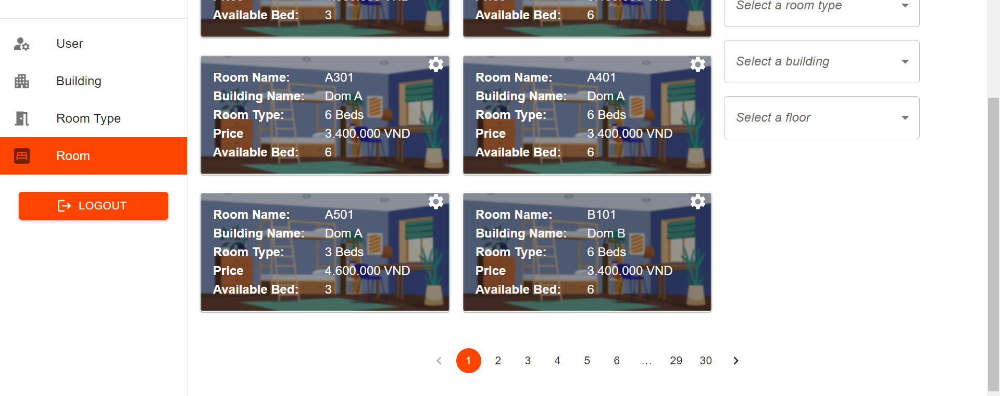 User
Building
Room Type
Room
LOGOUT
Available Bed: 3
Available Bed: 6
Room Name: A301
Building Name: Dom A
Room Type: 6 Beds
Price 3.400.000 VND
Available Bed: 6
Room Name: A401
Building Name: Dom A
Room Type: 6 Beds
Price 3.400.000 VND
Available Bed: 6
Room Name: A501
Building Name: Dom A
Room Type: 3 Beds
Price 4.600.000 VND
Available Bed: 3
Room Name: B101
Building Name: Dom B
Room Type: 6 Beds
Price 3.400.000 VND
Available Bed: 6
Select a room type
Select a building
Select a floor
1 2 3 4 5 6 ... 29 30